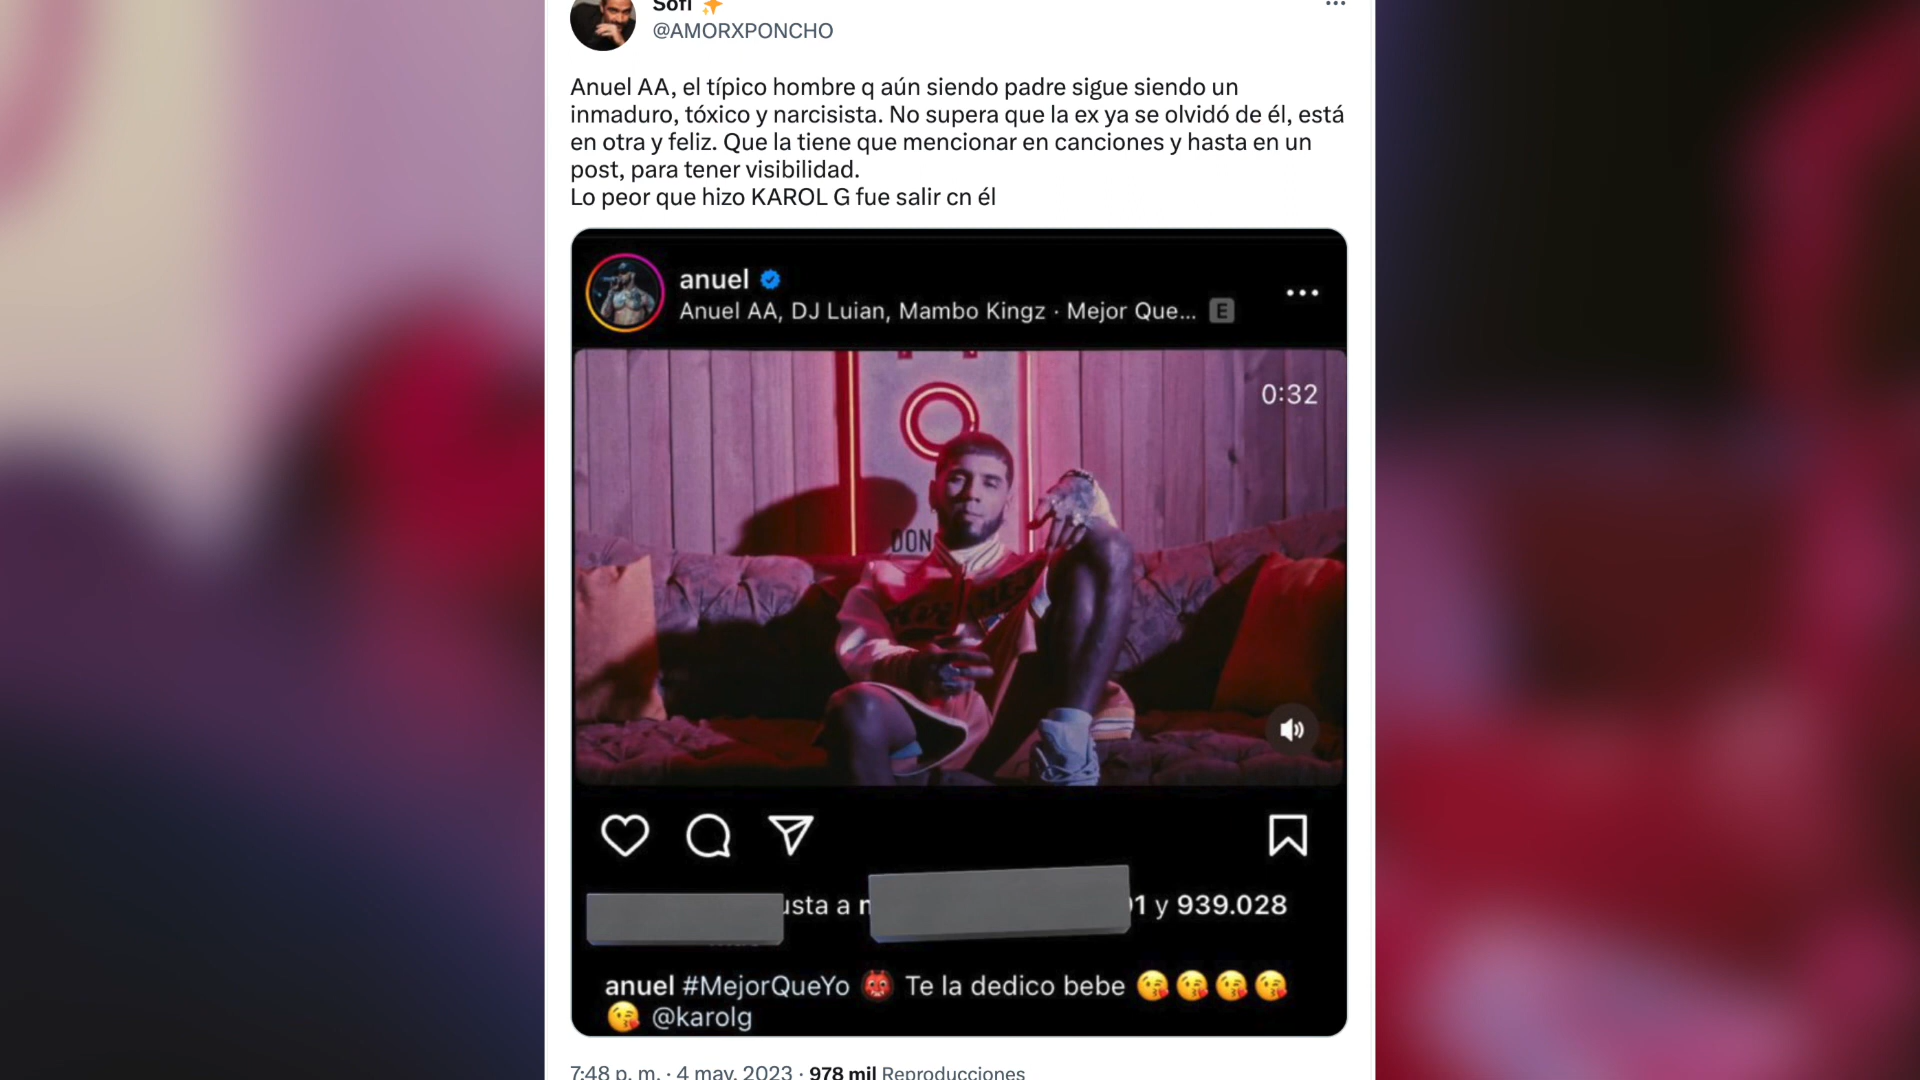 Sofi ✨
@AMORXPONCHO
Anuel AA, el típico hombre q aún siendo padre sigue siendo un
inmaduro, tóxico y narcisista. No supera que la ex ya se olvidó de él, está
en otra y feliz. Que la tiene que mencionar en canciones y hasta en un
post, para tener visibilidad.
Lo peor que hizo KAROL G fue salir cn él
anuel
Anuel AA, DJ Luian, Mambo Kingz · Mejor Que... E
0:32
DON
usta a 1 y 939.028
anuel #MejorQueYo 👹 Te la dedico bebe 😘😘😘😘
😘 @karolg
7:48 p. m. · 4 may. 2023 · 978 mil Reproducciones